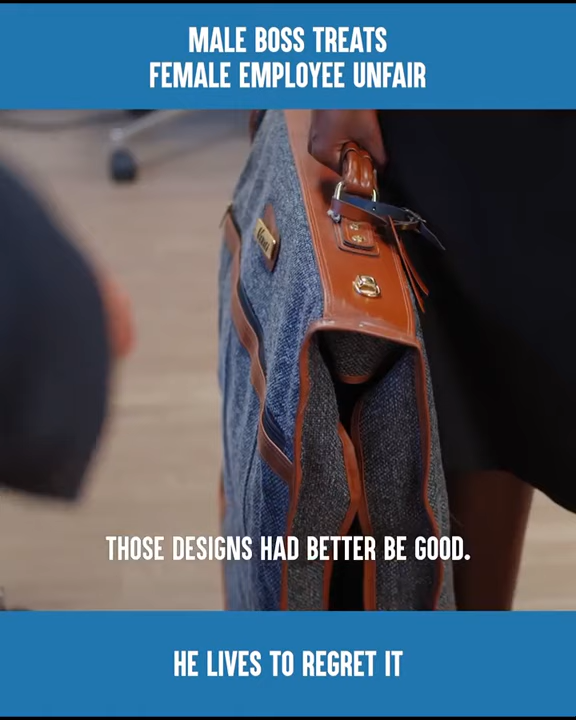 MALE BOSS TREATS
FEMALE EMPLOYEE UNFAIR
THOSE DESIGNS HAD BETTER BE GOOD.
HE LIVES TO REGRET IT